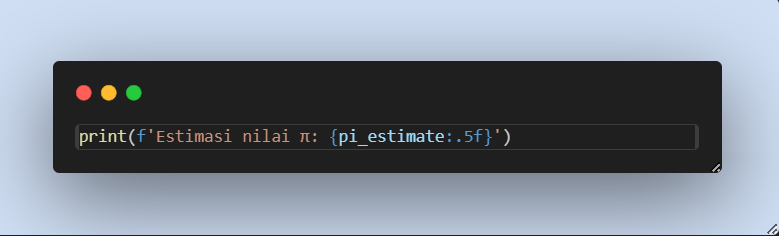 print(f'Estimasi nilai π: {pi_estimate:.5f}')